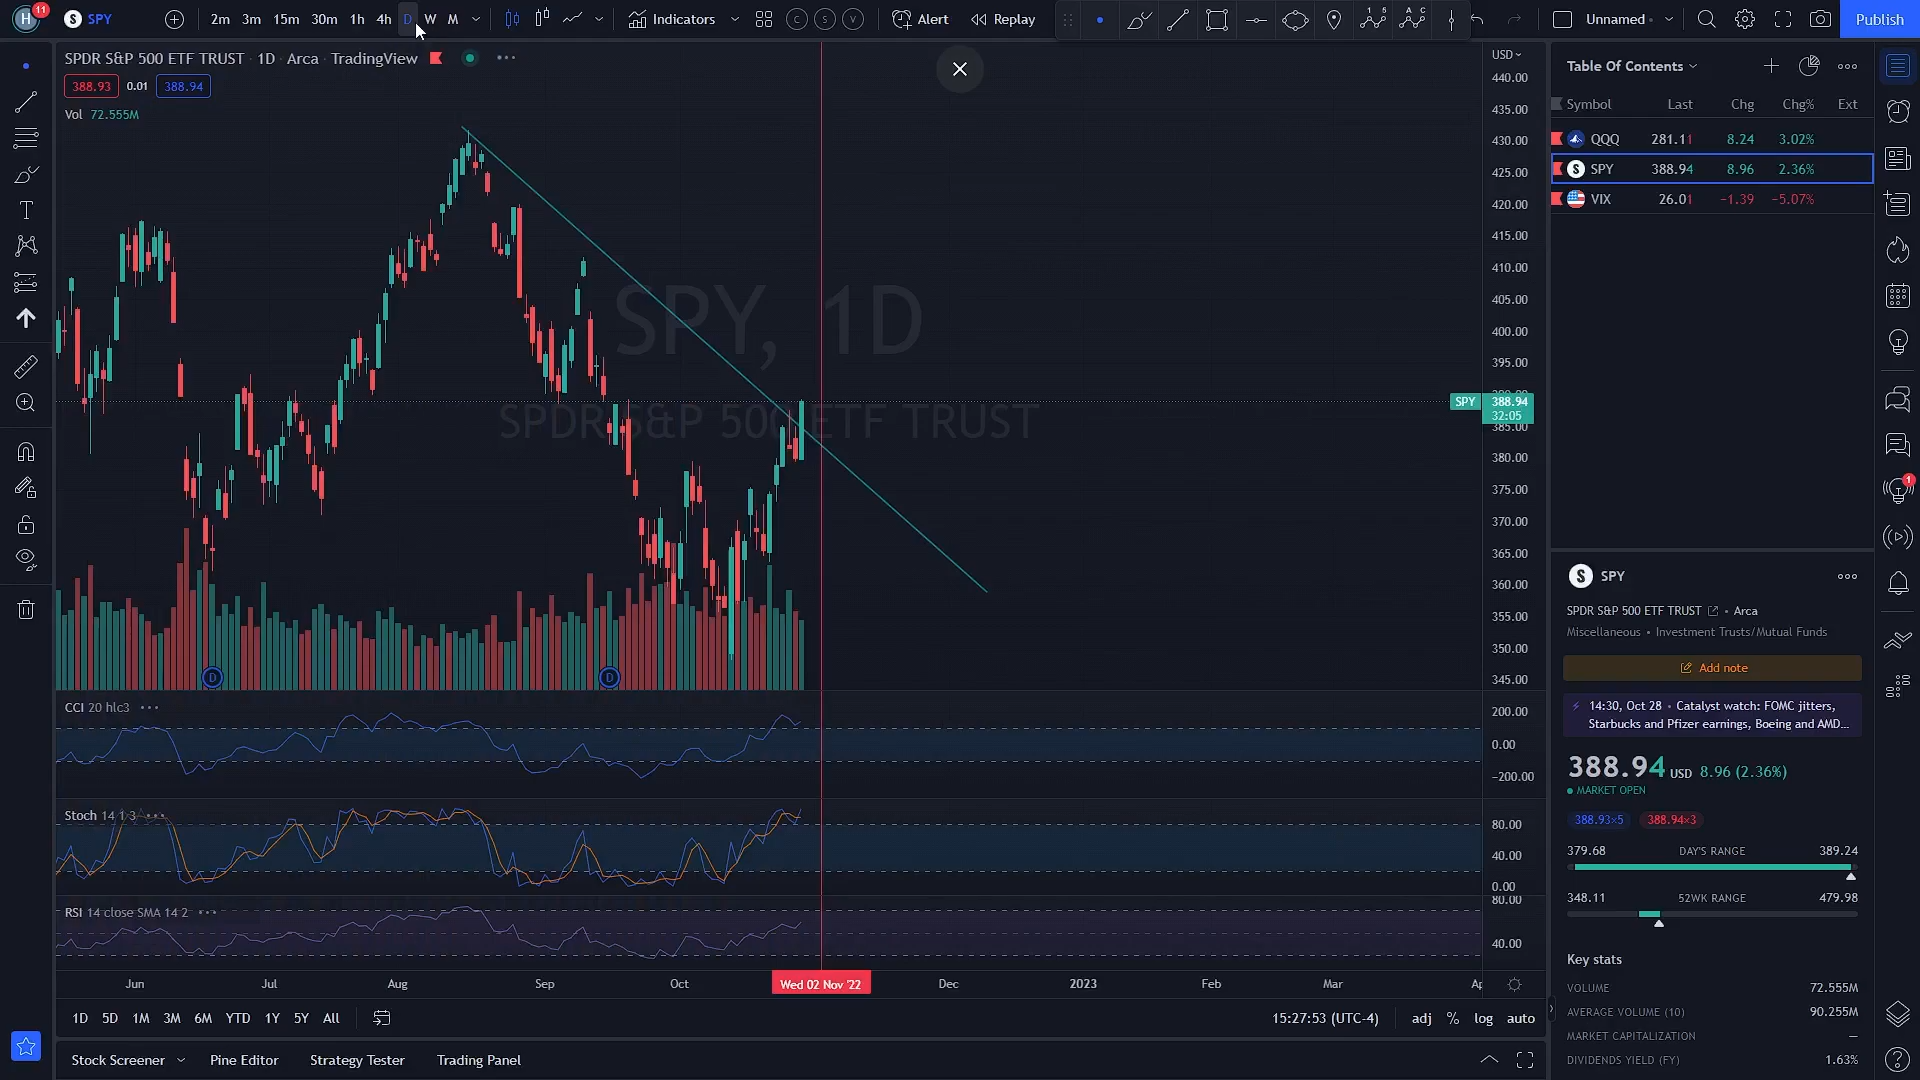 H 11 S SPY 2m 3m 15m 30m 1h 4h D W M Indicators C S V Alert Replay Unnamed Publish
SPDR S&P 500 ETF TRUST · 1D · Arca · TradingView
388.93 0.01 388.94
Vol 72.555M
SPY, 1D
SPDR S&P 500 ETF TRUST
USD
440.00
435.00
430.00
425.00
420.00
415.00
410.00
405.00
400.00
395.00
SPY 388.94
32:05
385.00
380.00
375.00
370.00
365.00
360.00
355.00
350.00
345.00
D D
CCI 20 hlc3
200.00
0.00
−200.00
Stoch 14 1 3
80.00
40.00
0.00
RSI 14 close SMA 14 2
80.00
40.00
Jun Jul Aug Sep Oct Wed 02 Nov '22 Dec 2023 Feb Mar
1D 5D 1M 3M 6M YTD 1Y 5Y All 15:27:53 (UTC-4) adj % log auto
Stock Screener Pine Editor Strategy Tester Trading Panel
Table Of Contents
Symbol Last Chg Chg% Ext
QQQ 281.11 8.24 3.02%
S SPY 388.94 8.96 2.36%
VIX 26.01 −1.39 −5.07%
S SPY
SPDR S&P 500 ETF TRUST • Arca
Miscellaneous • Investment Trusts/Mutual Funds
Add note
14:30, Oct 28 • Catalyst watch: FOMC jitters,
Starbucks and Pfizer earnings, Boeing and AMD...
388.94 USD 8.96 (2.36%)
MARKET OPEN
388.93×5 388.94×3
379.68 DAY'S RANGE 389.24
348.11 52WK RANGE 479.98
Key stats
VOLUME 72.555M
AVERAGE VOLUME (10) 90.255M
MARKET CAPITALIZATION —
DIVIDENDS YIELD (FY) 1.63%
1